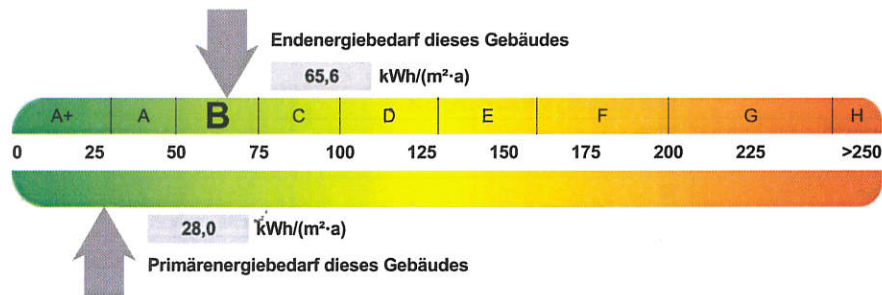 Endenergiebedarf dieses Gebäudes
65,6 kWh/(m²·a)
A+ A B C D E F G H
0 25 50 75 100 125 150 175 200 225 >250
28,0 kWh/(m²·a)
Primärenergiebedarf dieses Gebäudes